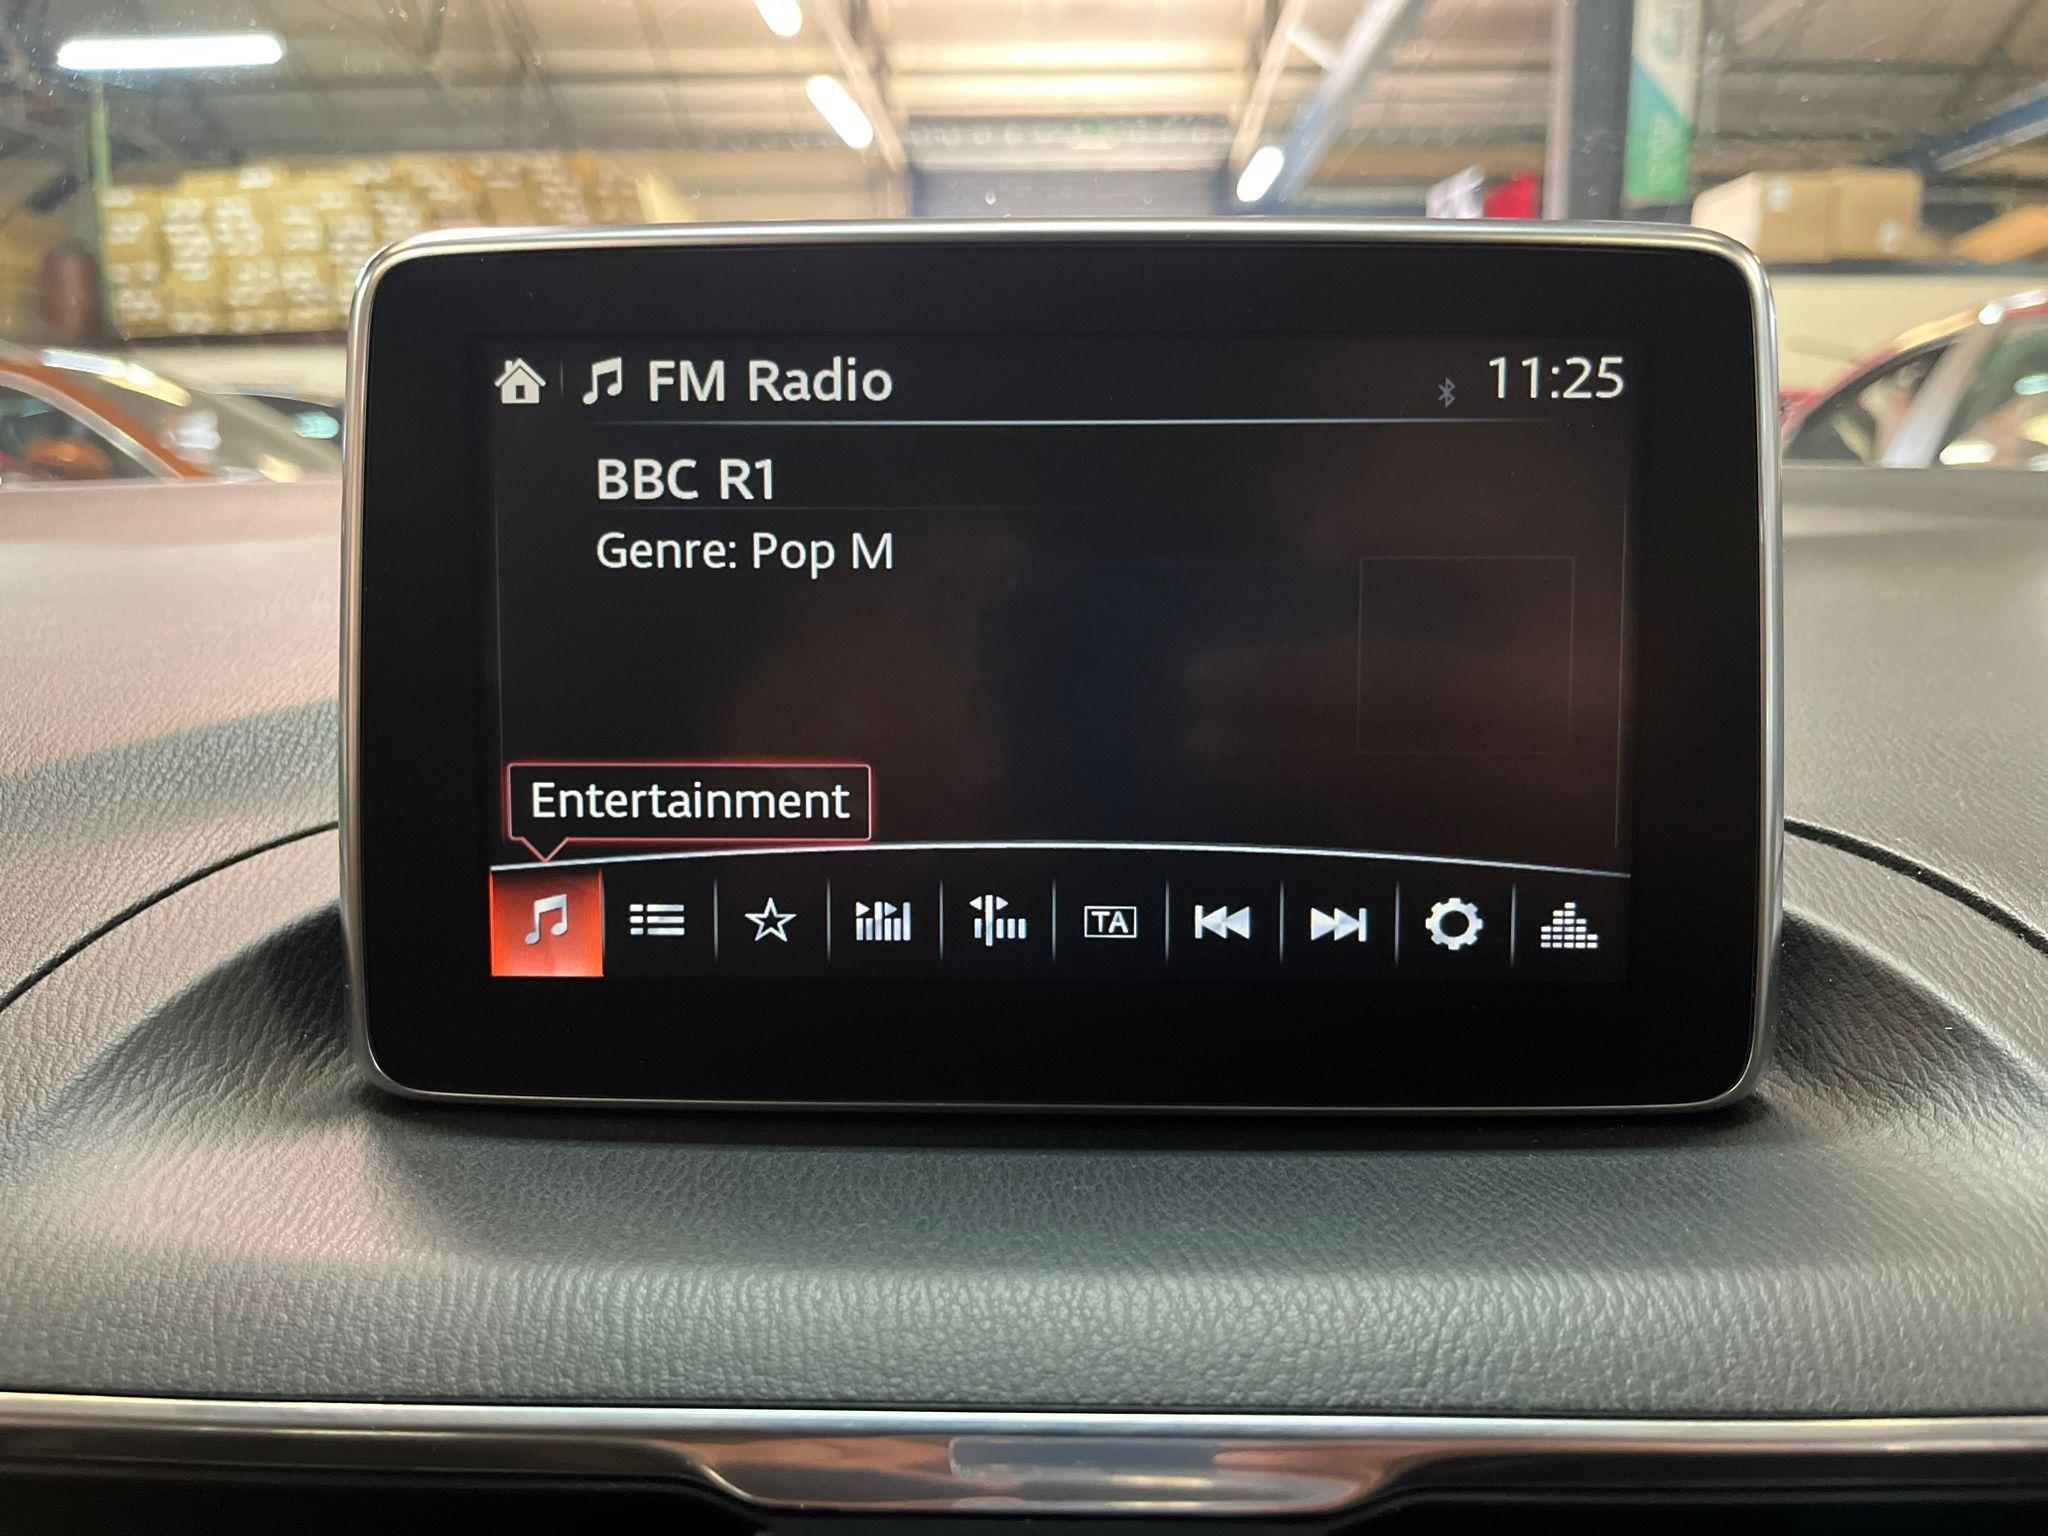 FM Radio
11:25
BBC R1
Genre: Pop M
Entertainment
TA